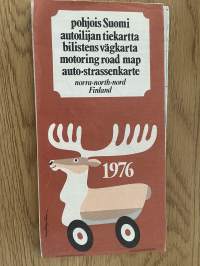 pohjois Suomi
autoilijan tiekartta
bilistens vägkarta
motoring road map
auto-strassenkarte
norra-north-nord
Finland
1976